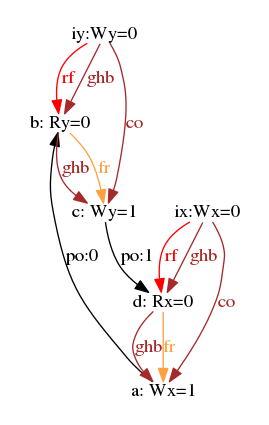 iy:Wy=0
rf ghb
b: Ry=0 co
ghb fr
c: Wy=1 ix:Wx=0
po:0 po:1 rf ghb
d: Rx=0 co
ghb fr
a: Wx=1